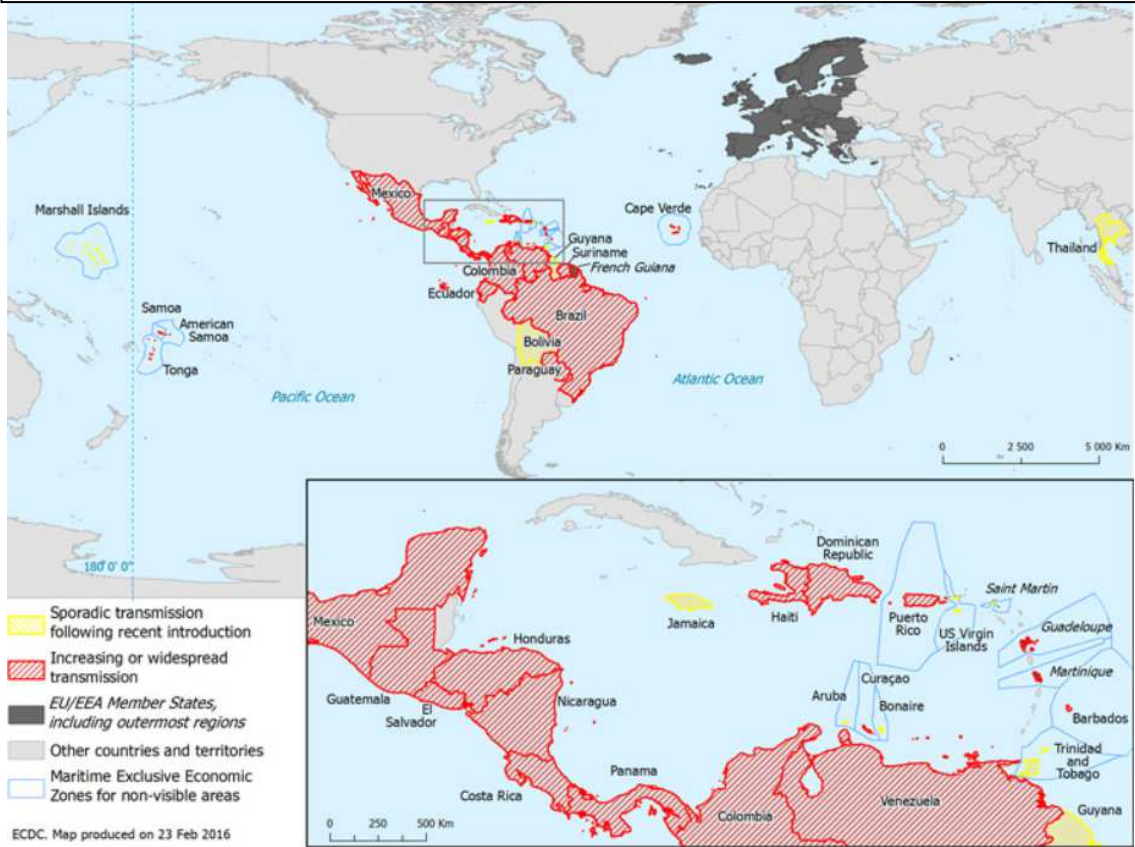 Marshall Islands
Mexico
Cape Verde
Guyana
Suriname
French Guiana
Thailand
Colombia
Ecuador
Brazil
Samoa
American
Samoa
Tonga
Bolivia
Paraguay
Pacific Ocean
Atlantic Ocean
0 2 500 5 000 Km
180°0' 0"
Sporadic transmission
following recent introduction
Increasing or widespread
transmission
EU/EEA Member States,
including outermost regions
Other countries and territories
Maritime Exclusive Economic
Zones for non-visible areas
ECDC. Map produced on 23 Feb 2016
Dominican
Republic
Saint Martin
Mexico
Jamaica
Haiti
Puerto
Rico
US Virgin
Islands
Guadeloupe
Honduras
Martinique
Guatemala
El
Salvador
Nicaragua
Aruba
Curaçao
Bonaire
Barbados
Trinidad
and
Tobago
Costa Rica
Panama
Colombia
Venezuela
Guyana
0 250 500 Km